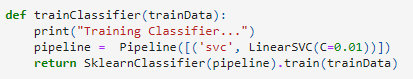 def trainClassifier(trainData):
    print("Training Classifier...")
    pipeline =  Pipeline([('svc', LinearSVC(C=0.01))])
    return SklearnClassifier(pipeline).train(trainData)